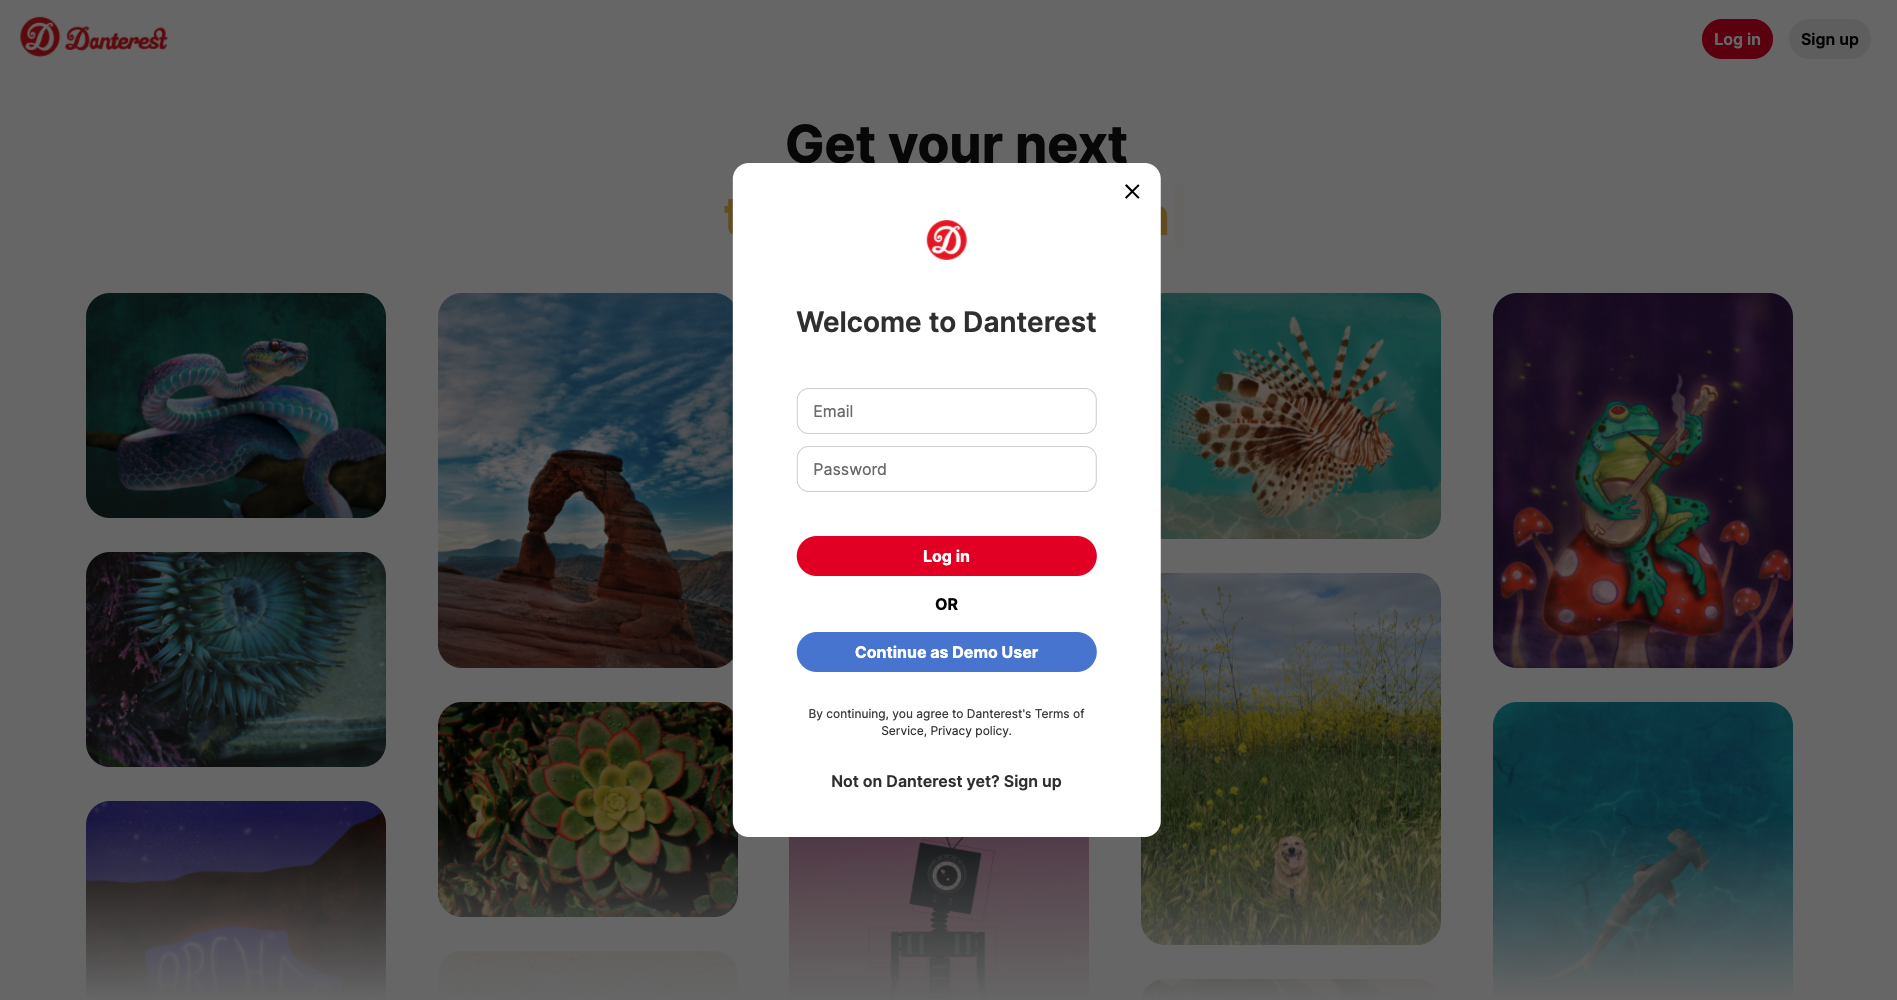 Danterest
Log in
Sign up
Get your next
Welcome to Danterest
Email
Password
Log in
OR
Continue as Demo User
By continuing, you agree to Danterest's Terms of
Service, Privacy policy.
Not on Danterest yet? Sign up